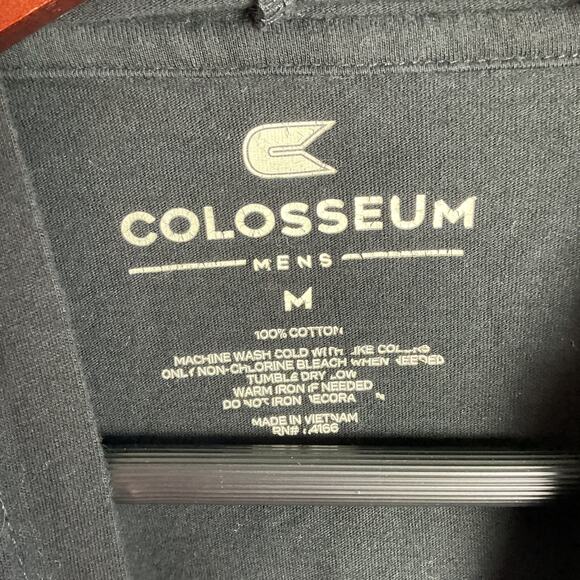 COLOSSEUM
MENS
M
100% COTTON
MACHINE WASH COLD WITH LIKE COLORS
ONLY NON-CHLORINE BLEACH WHEN NEEDED
TUMBLE DRY LOW
WARM IRON IF NEEDED
DO NOT IRON
MADE IN VIETNAM
RN#